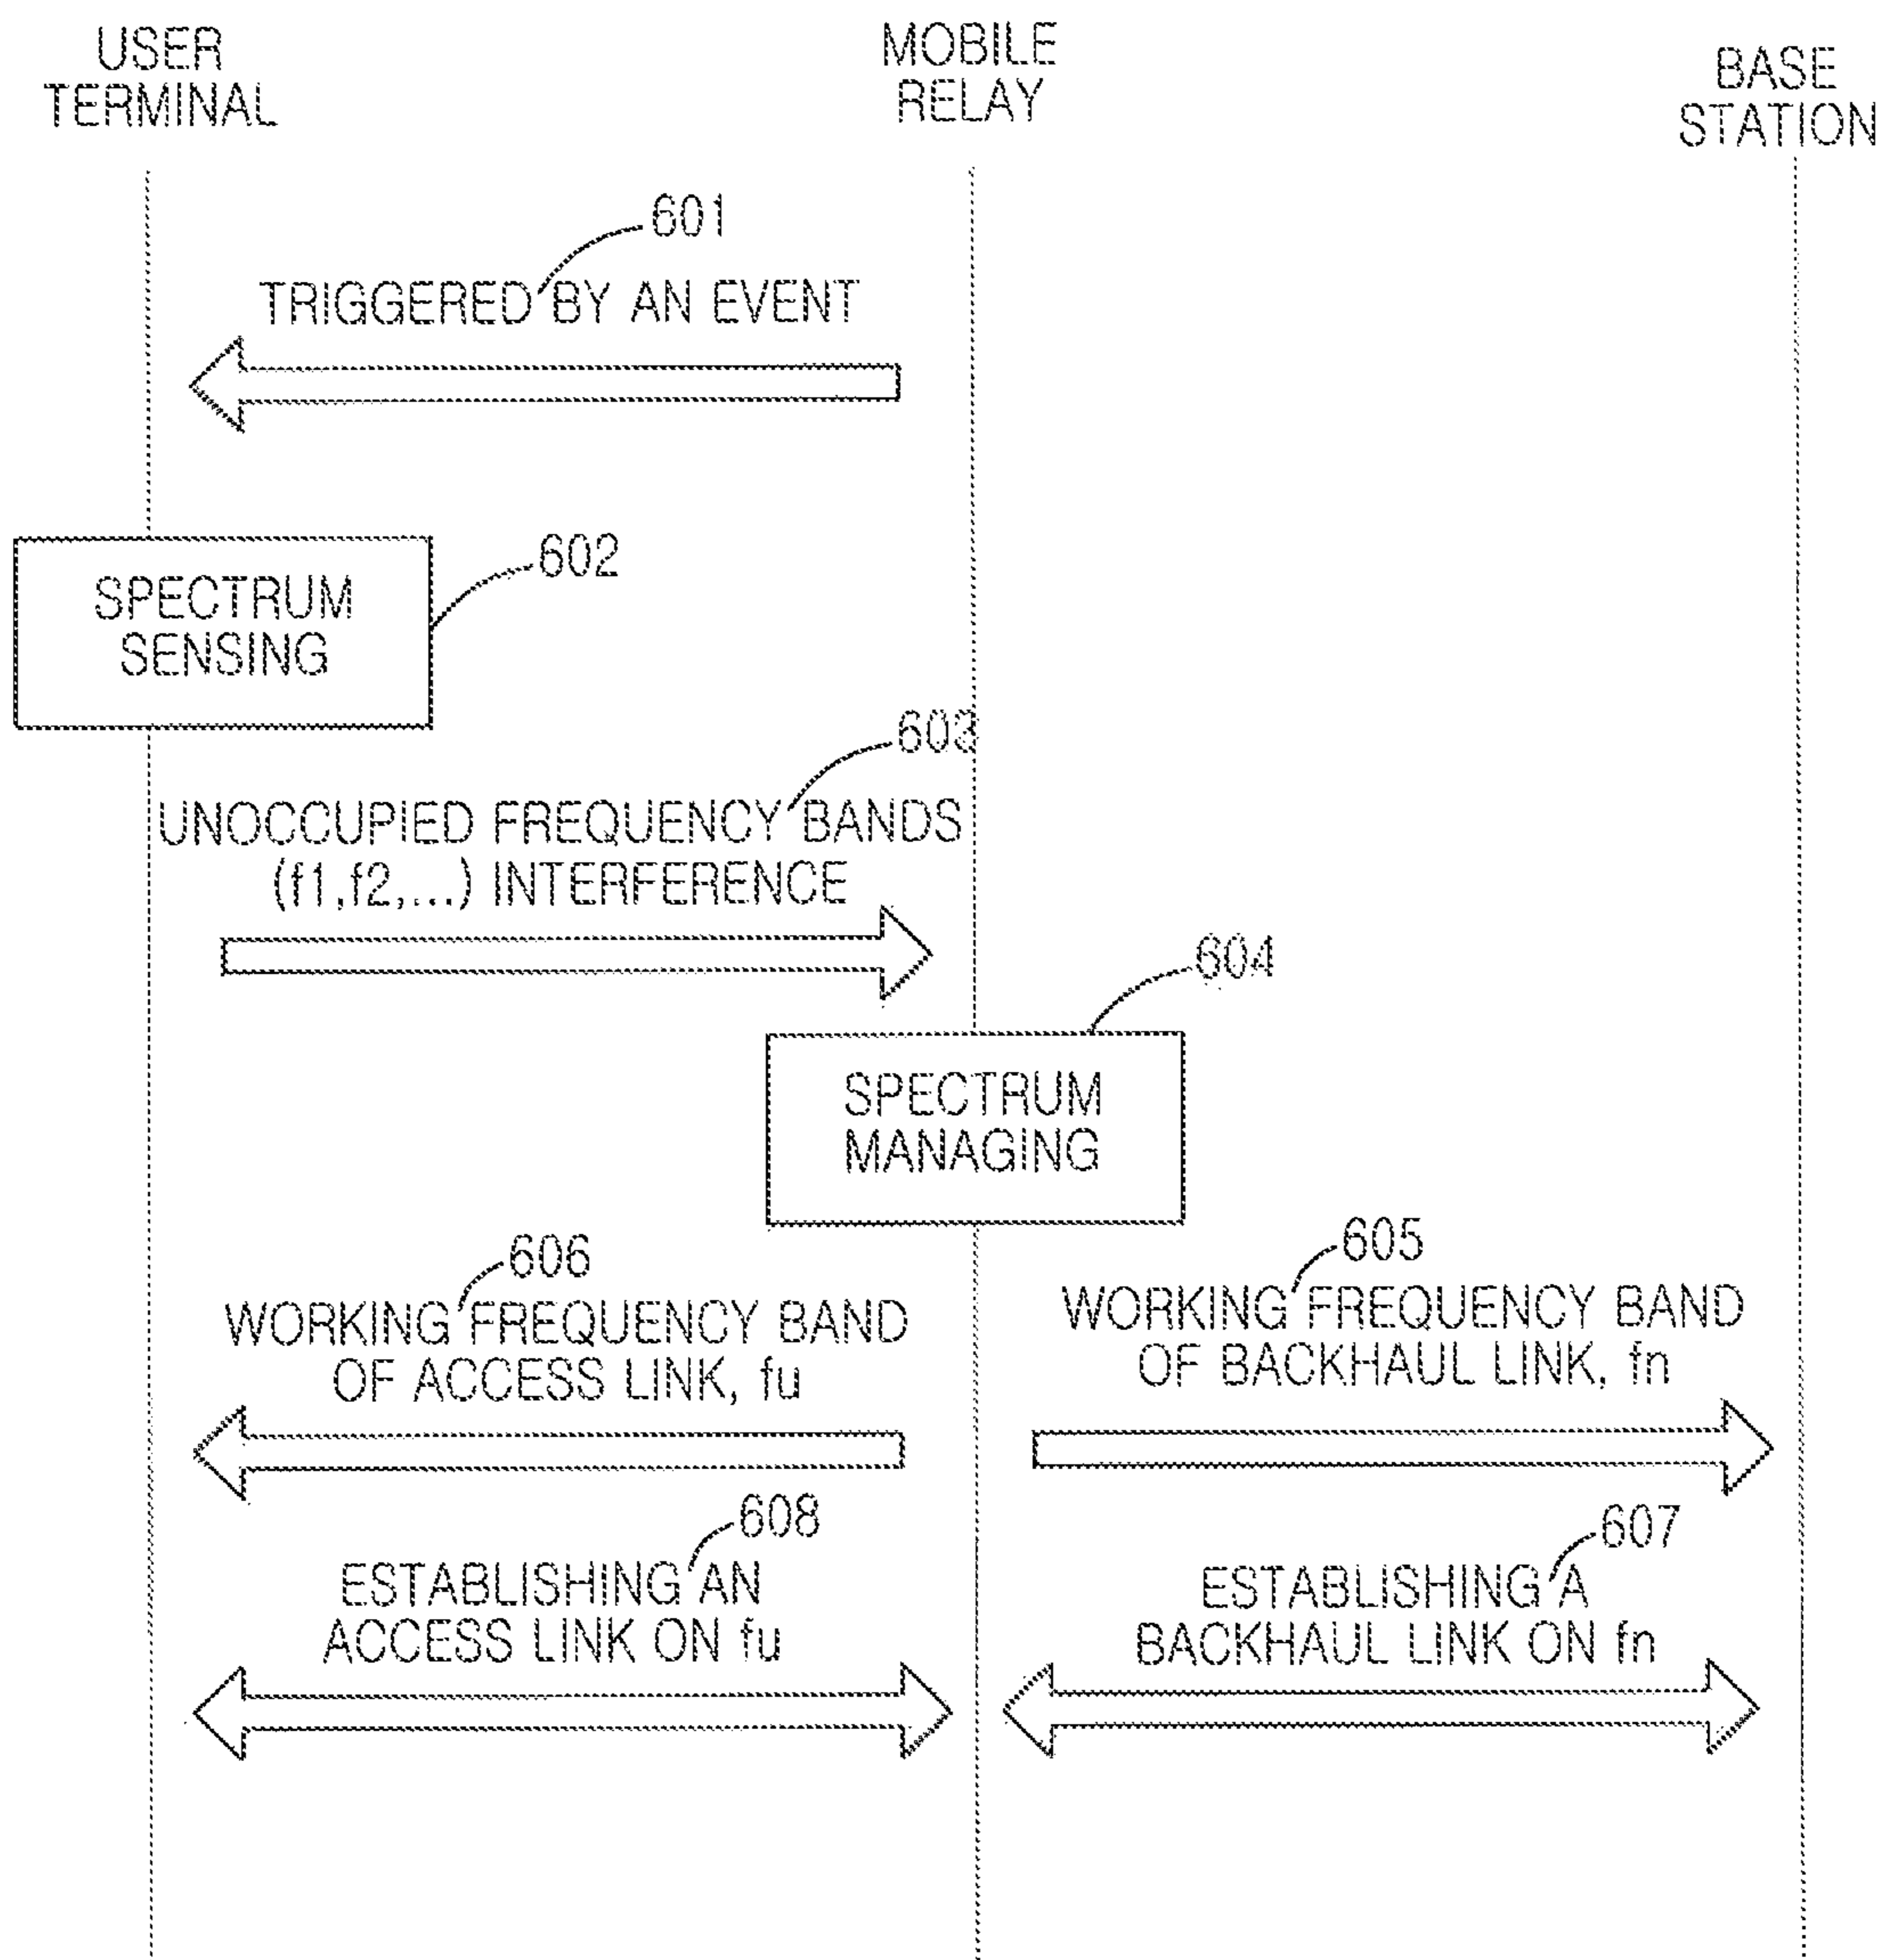 USER
TERMINAL
MOBILE
RELAY
BASE
STATION
601
TRIGGERED BY AN EVENT
602
SPECTRUM
SENSING
603
UNOCCUPIED FREQUENCY BANDS
(f1,f2,...) INTERFERENCE
604
SPECTRUM
MANAGING
606
WORKING FREQUENCY BAND
OF ACCESS LINK, fu
605
WORKING FREQUENCY BAND
OF BACKHAUL LINK, fn
608
ESTABLISHING AN
ACCESS LINK ON fu
607
ESTABLISHING A
BACKHAUL LINK ON fn